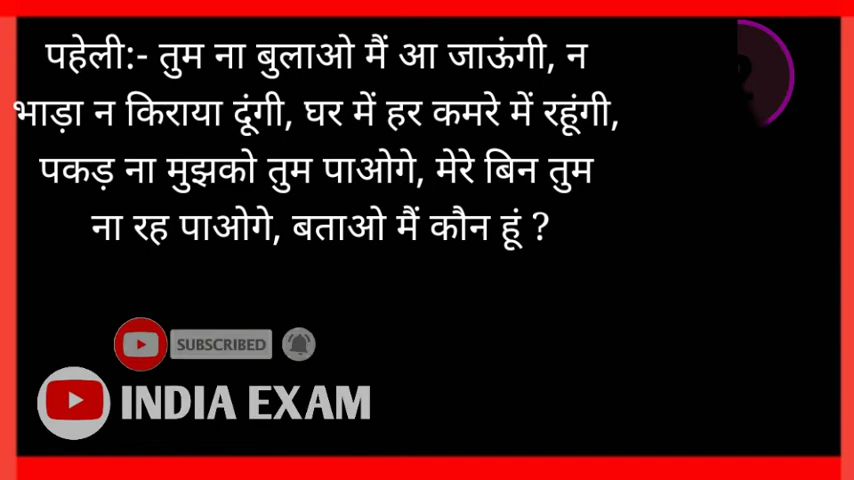 पहेली:- तुम ना बुलाओ मैं आ जाऊंगी, न
भाड़ा न किराया दूंगी, घर में हर कमरे में रहूंगी,
पकड़ ना मुझको तुम पाओगे, मेरे बिन तुम
ना रह पाओगे, बताओ मैं कौन हूं ?
SUBSCRIBED
INDIA EXAM